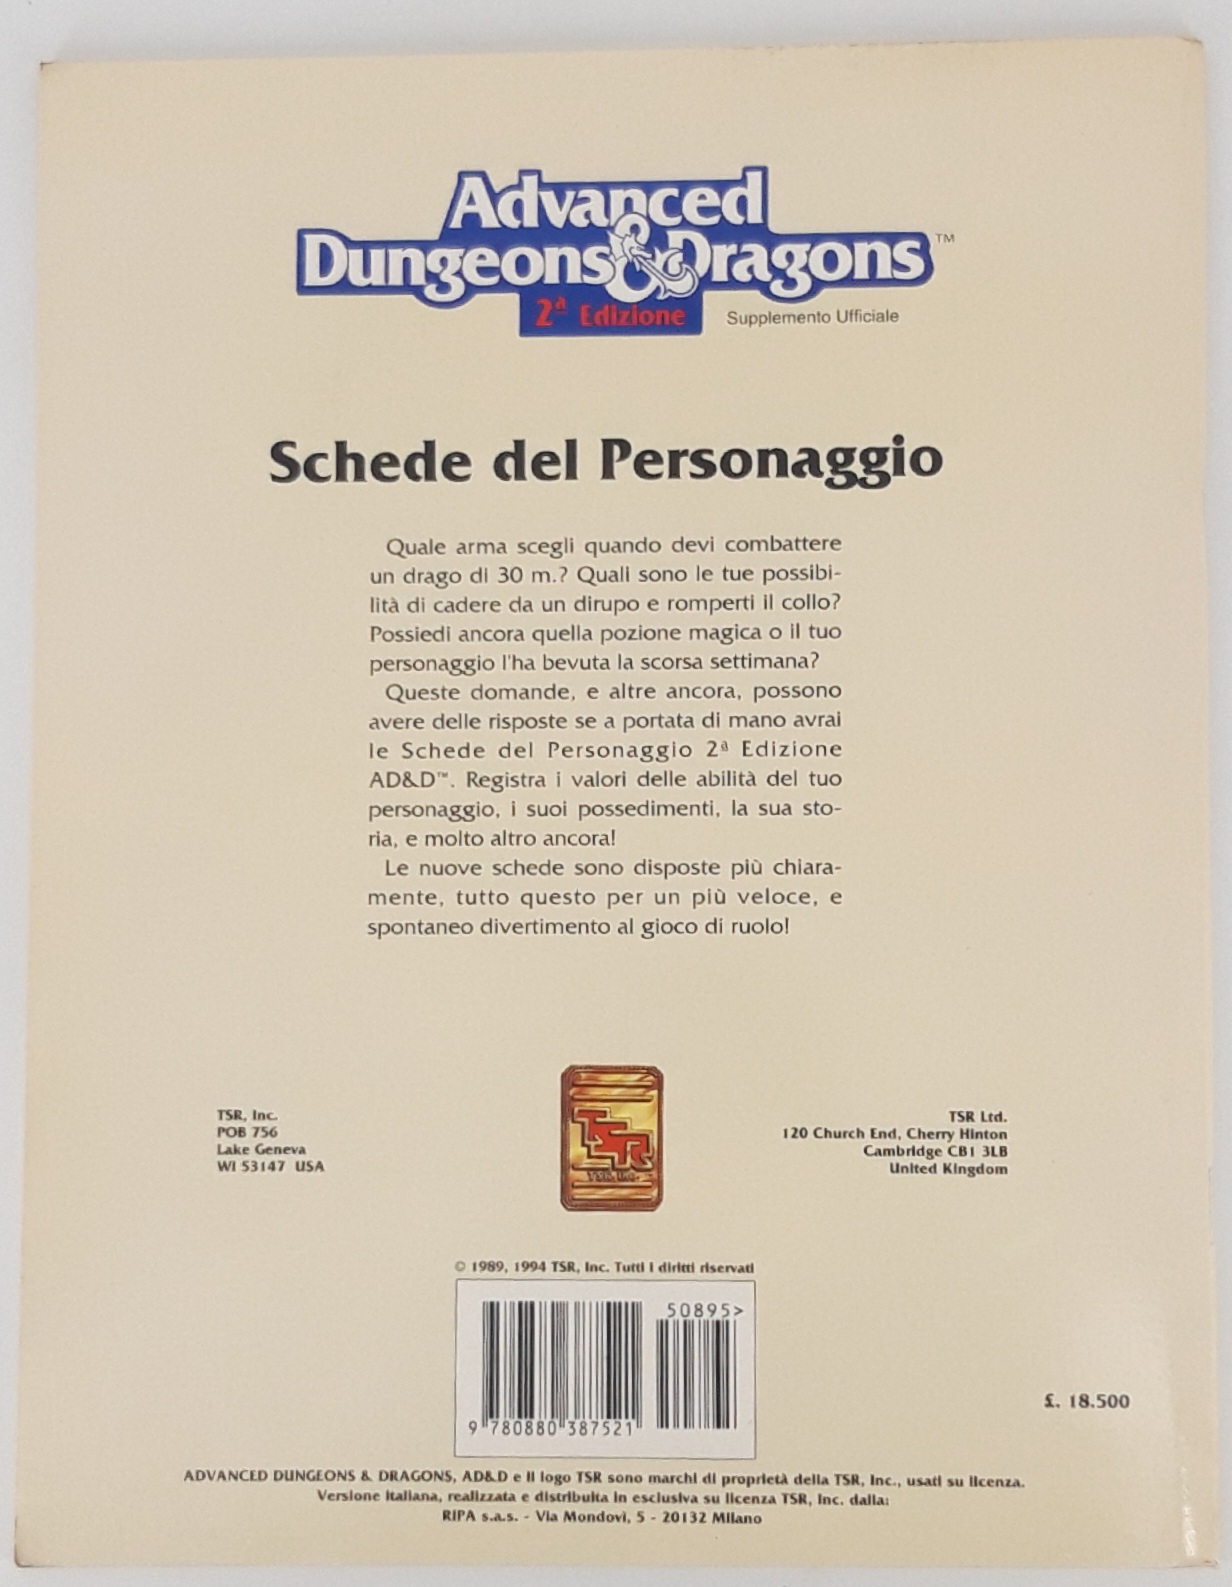 Advanced
Dungeons & Dragons™
2ª Edizione
Supplemento Ufficiale
Schede del Personaggio
Quale arma scegli quando devi combattere
un drago di 30 m.? Quali sono le tue possibi-
lità di cadere da un dirupo e romperti il collo?
Possiedi ancora quella pozione magica o il tuo
personaggio l'ha bevuta la scorsa settimana?
Queste domande, e altre ancora, possono
avere delle risposte se a portata di mano avrai
le Schede del Personaggio 2ª Edizione
AD&D™. Registra i valori delle abilità del tuo
personaggio, i suoi possedimenti, la sua sto-
ria, e molto altro ancora!
Le nuove schede sono disposte più chiara-
mente, tutto questo per un più veloce, e
spontaneo divertimento al gioco di ruolo!
TSR, Inc.
POB 756
Lake Geneva
WI 53147 USA
TSR
TSR, Inc.
TSR Ltd.
120 Church End, Cherry Hinton
Cambridge CB1 3LB
United Kingdom
© 1989, 1994 TSR, Inc. Tutti i diritti riservati
50895>
9 780880 387521
£. 18.500
ADVANCED DUNGEONS & DRAGONS, AD&D e il logo TSR sono marchi di proprietà della TSR, Inc., usati su licenza.
Versione italiana, realizzata e distribuita in esclusiva su licenza TSR, Inc. dalla:
RIPA s.a.s. - Via Mondovì, 5 - 20132 Milano